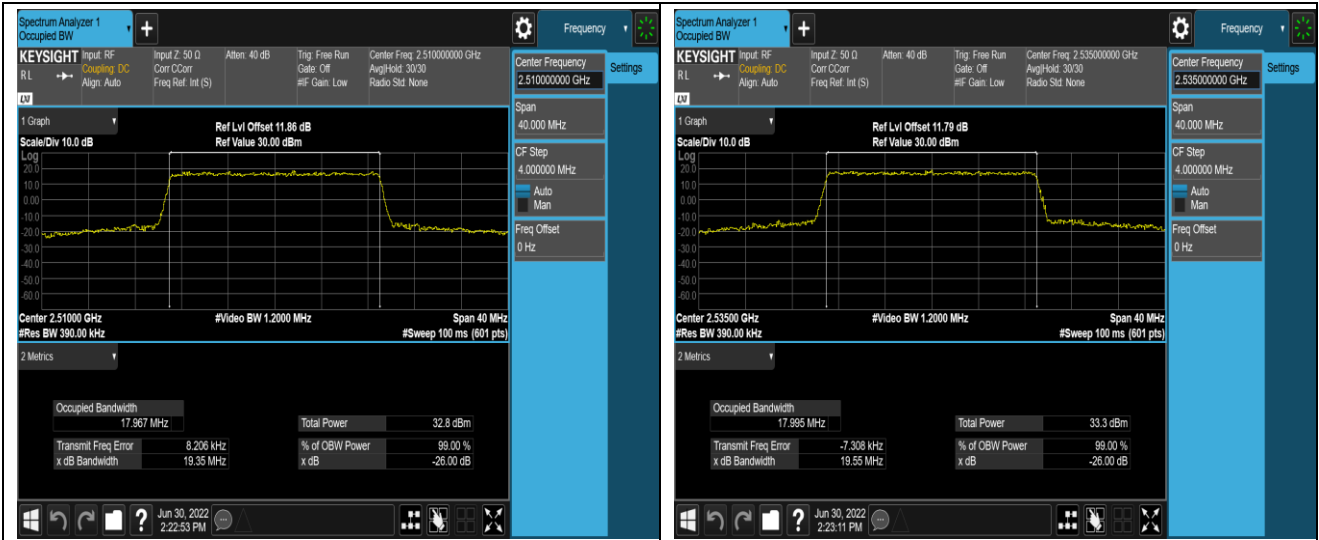 Spectrum Analyzer 1
Occupied BW
+
Frequency
KEYSIGHT Input: RF Input Z: 50 Ω Atten: 40 dB Trig: Free Run Center Freq: 2.510000000 GHz
RL Coupling: DC Corr CCorr Gate: Off Avg|Hold: 30/30
Align: Auto Freq Ref: Int (S) #IF Gain: Low Radio Std: None
LXI
Center Frequency
2.510000000 GHz
Settings
Span
40.000 MHz
CF Step
4.000000 MHz
Auto
Man
Freq Offset
0 Hz
1 Graph
Ref Lvl Offset 11.86 dB
Scale/Div 10.0 dB Ref Value 30.00 dBm
Log
20.0
10.0
0.00
-10.0
-20.0
-30.0
-40.0
-50.0
-60.0
Center 2.51000 GHz #Video BW 1.2000 MHz Span 40 MHz
#Res BW 390.00 kHz #Sweep 100 ms (601 pts)
2 Metrics
Occupied Bandwidth
17.967 MHz Total Power 32.8 dBm
Transmit Freq Error 8.206 kHz % of OBW Power 99.00 %
x dB Bandwidth 19.35 MHz x dB -26.00 dB
?
Jun 30, 2022
2:22:53 PM
Spectrum Analyzer 1
Occupied BW
+
Frequency
KEYSIGHT Input: RF Input Z: 50 Ω Atten: 40 dB Trig: Free Run Center Freq: 2.535000000 GHz
RL Coupling: DC Corr CCorr Gate: Off Avg|Hold: 30/30
Align: Auto Freq Ref: Int (S) #IF Gain: Low Radio Std: None
LXI
Center Frequency
2.535000000 GHz
Settings
Span
40.000 MHz
CF Step
4.000000 MHz
Auto
Man
Freq Offset
0 Hz
1 Graph
Ref Lvl Offset 11.79 dB
Scale/Div 10.0 dB Ref Value 30.00 dBm
Log
20.0
10.0
0.00
-10.0
-20.0
-30.0
-40.0
-50.0
-60.0
Center 2.53500 GHz #Video BW 1.2000 MHz Span 40 MHz
#Res BW 390.00 kHz #Sweep 100 ms (601 pts)
2 Metrics
Occupied Bandwidth
17.995 MHz Total Power 33.3 dBm
Transmit Freq Error -7.308 kHz % of OBW Power 99.00 %
x dB Bandwidth 19.55 MHz x dB -26.00 dB
?
Jun 30, 2022
2:23:11 PM